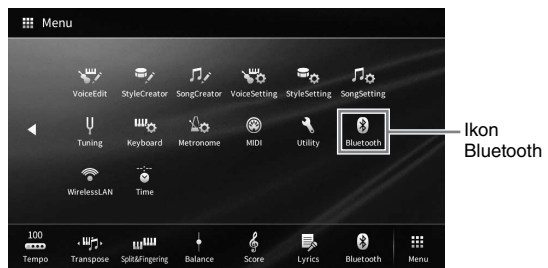 Menu
VoiceEdit StyleCreator SongCreator VoiceSetting StyleSetting SongSetting
Tuning Keyboard Metronome MIDI Utility Bluetooth
Ikon
Bluetooth
WirelessLAN Time
100
Tempo Transpose Split&Fingering Balance Score Lyrics Bluetooth Menu